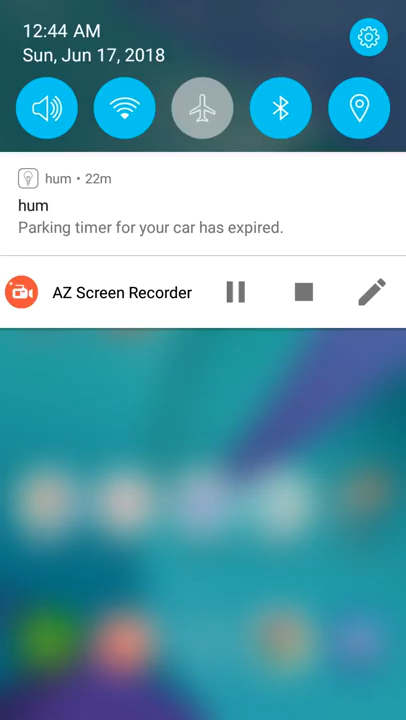 12:44 AM
Sun, Jun 17, 2018
hum • 22m
hum
Parking timer for your car has expired.
AZ Screen Recorder